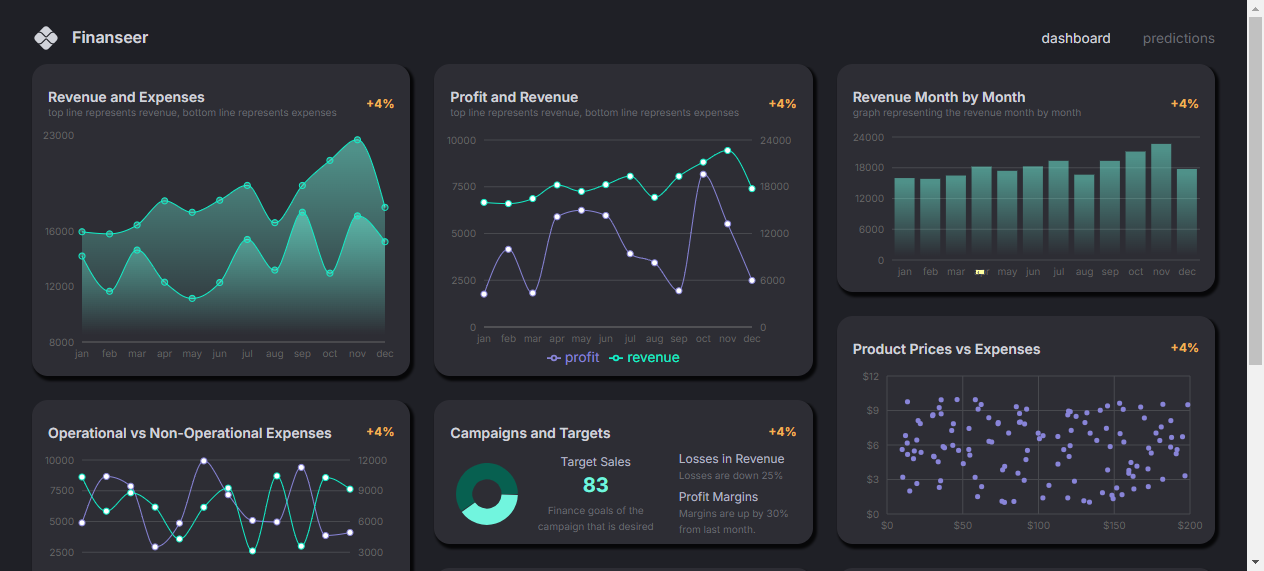 Finanseer
dashboard predictions
Revenue and Expenses
top line represents revenue, bottom line represents expenses
+4%
23000
16000
12000
8000
jan feb mar apr may jun jul aug sep oct nov dec
Profit and Revenue
top line represents revenue, bottom line represents expenses
+4%
10000 24000
7500 18000
5000 12000
2500 6000
0 0
jan feb mar apr may jun jul aug sep oct nov dec
profit revenue
Revenue Month by Month
graph representing the revenue month by month
+4%
24000
18000
12000
6000
0
jan feb mar may jun jul aug sep oct nov dec
Operational vs Non-Operational Expenses
+4%
10000 12000
7500 9000
5000 6000
2500 3000
Campaigns and Targets
+4%
Target Sales
83
Finance goals of the
campaign that is desired
Losses in Revenue
Losses are down 25%
Profit Margins
Margins are up by 30%
from last month.
Product Prices vs Expenses
+4%
$12
$9
$6
$3
$0
$0 $50 $100 $150 $200